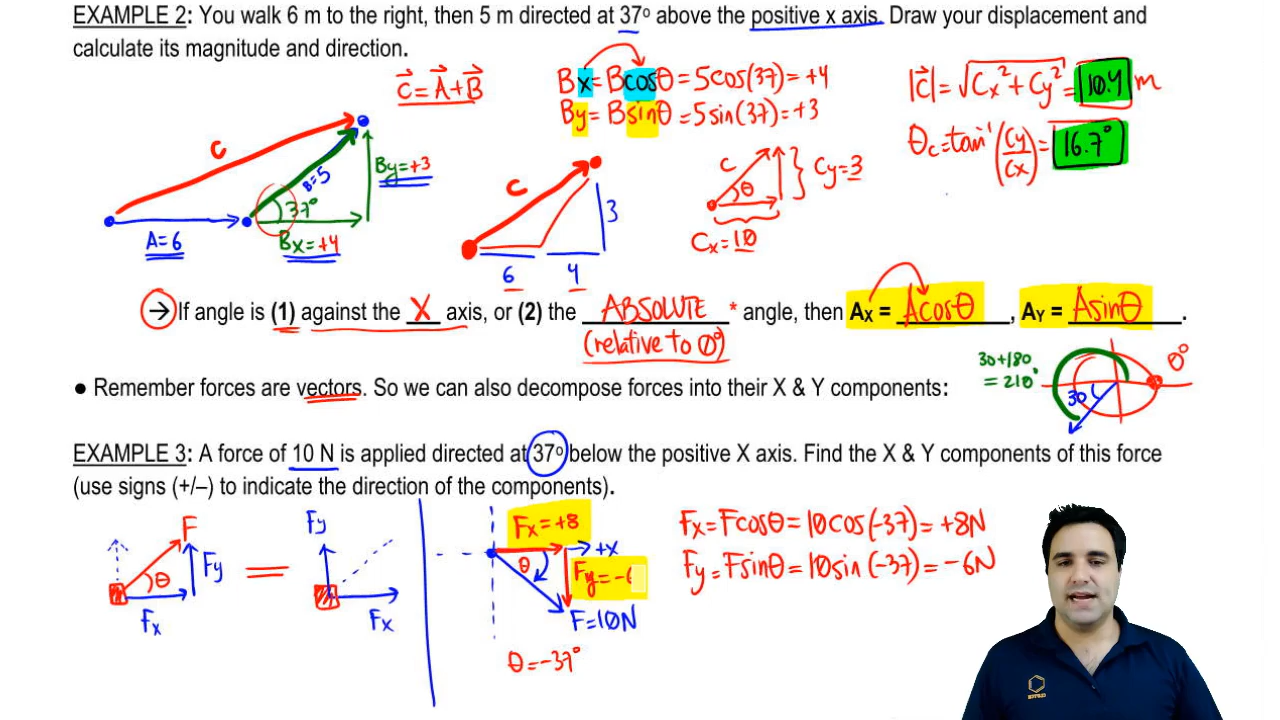 EXAMPLE 2: You walk 6 m to the right, then 5 m directed at 37° above the positive x axis. Draw your displacement and
calculate its magnitude and direction.
C = A + B
Bx = Bcosθ = 5cos(37) = +4
By = Bsinθ = 5sin(37) = +3
|C| = √Cx² + Cy² = 10.4 m
θc = tan⁻¹(Cy/Cx) = 16.7°
C
B=5
37°
By=+3
A=6
Bx=+4
C
3
6
4
C
θ
Cy=3
Cx=10
→ If angle is (1) against the X axis, or (2) the ABSOLUTE * angle, then Ax = Acosθ, Ay = Asinθ.
(relative to 0°)
30+180
= 210°
30
0°
● Remember forces are vectors. So we can also decompose forces into their X & Y components:
EXAMPLE 3: A force of 10 N is applied directed at 37° below the positive X axis. Find the X & Y components of this force
(use signs (+/–) to indicate the direction of the components).
F
θ
Fy
Fx
=
Fy
Fx
Fx=+8
+x
θ
Fy=-6
F=10N
θ=-37°
Fx = Fcosθ = 10cos(-37) = +8N
Fy = Fsinθ = 10sin(-37) = -6N